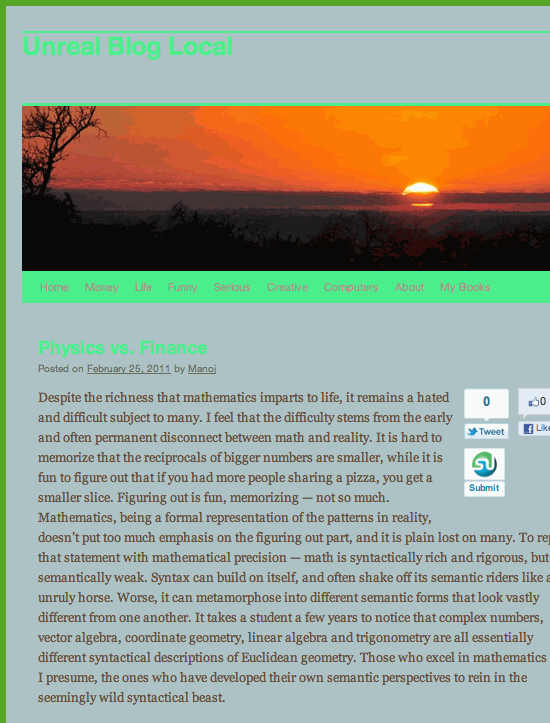 Unreal Blog Local
Home Money Life Funny Serious Creative Computers About My Books
Physics vs. Finance
Posted on February 25, 2011 by Manoj
Despite the richness that mathematics imparts to life, it remains a hated
and difficult subject to many. I feel that the difficulty stems from the early
and often permanent disconnect between math and reality. It is hard to
memorize that the reciprocals of bigger numbers are smaller, while it is
fun to figure out that if you had more people sharing a pizza, you get a
smaller slice. Figuring out is fun, memorizing — not so much.
Mathematics, being a formal representation of the patterns in reality,
doesn't put too much emphasis on the figuring out part, and it is plain lost on many. To
that statement with mathematical precision — math is syntactically rich and rigorous, but
semantically weak. Syntax can build on itself, and often shake off its semantic riders like a
unruly horse. Worse, it can metamorphose into different semantic forms that look vastly
different from one another. It takes a student a few years to notice that complex numbers,
vector algebra, coordinate geometry, linear algebra and trigonometry are all essentially
different syntactical descriptions of Euclidean geometry. Those who excel in mathematics
I presume, the ones who have developed their own semantic perspectives to rein in the
seemingly wild syntactical beast.
0
Tweet
0
Like
Submit